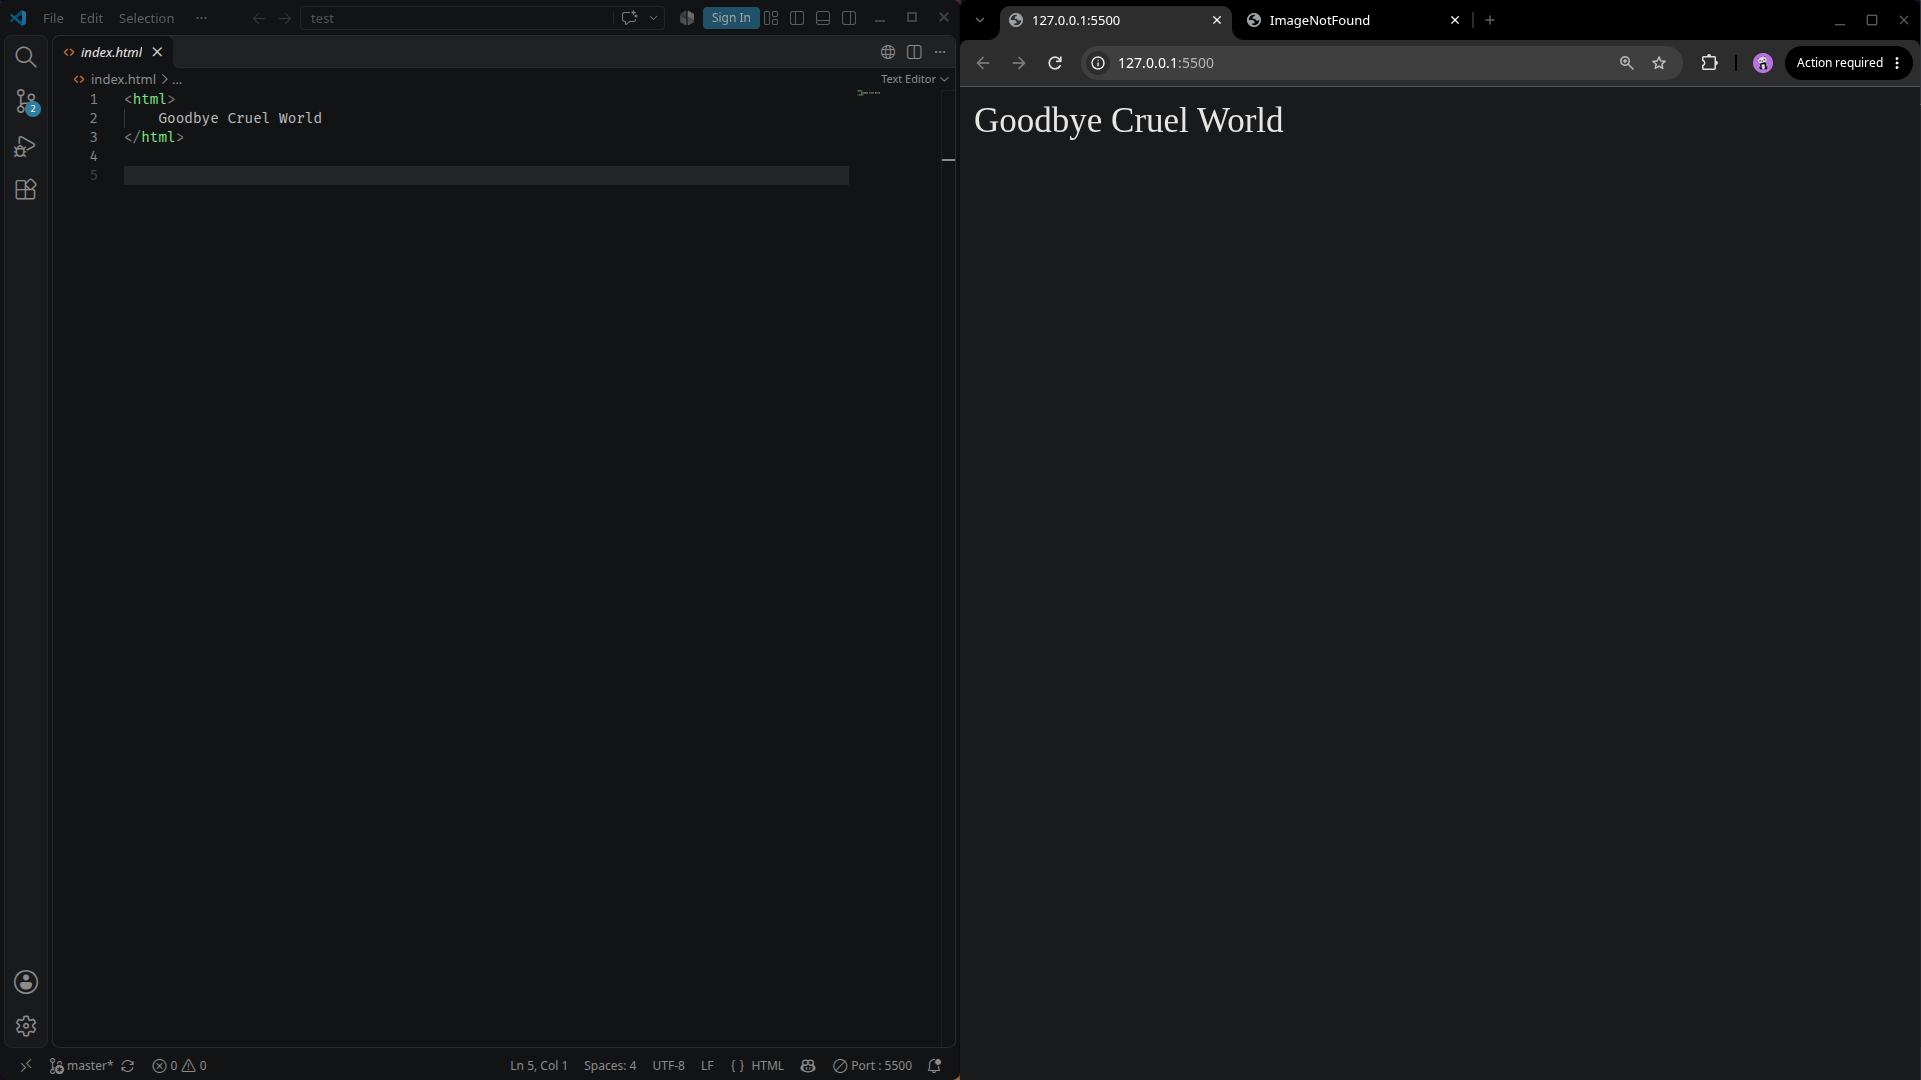 File Edit Selection ··· test Sign In
index.html
index.html > ...
Text Editor
1 <html>
2 Goodbye Cruel World
3 </html>
4
5
2
master* 0 0 Ln 5, Col 1 Spaces: 4 UTF-8 LF { } HTML Port : 5500
127.0.0.1:5500 ImageNotFound
127.0.0.1:5500 Action required
Goodbye Cruel World